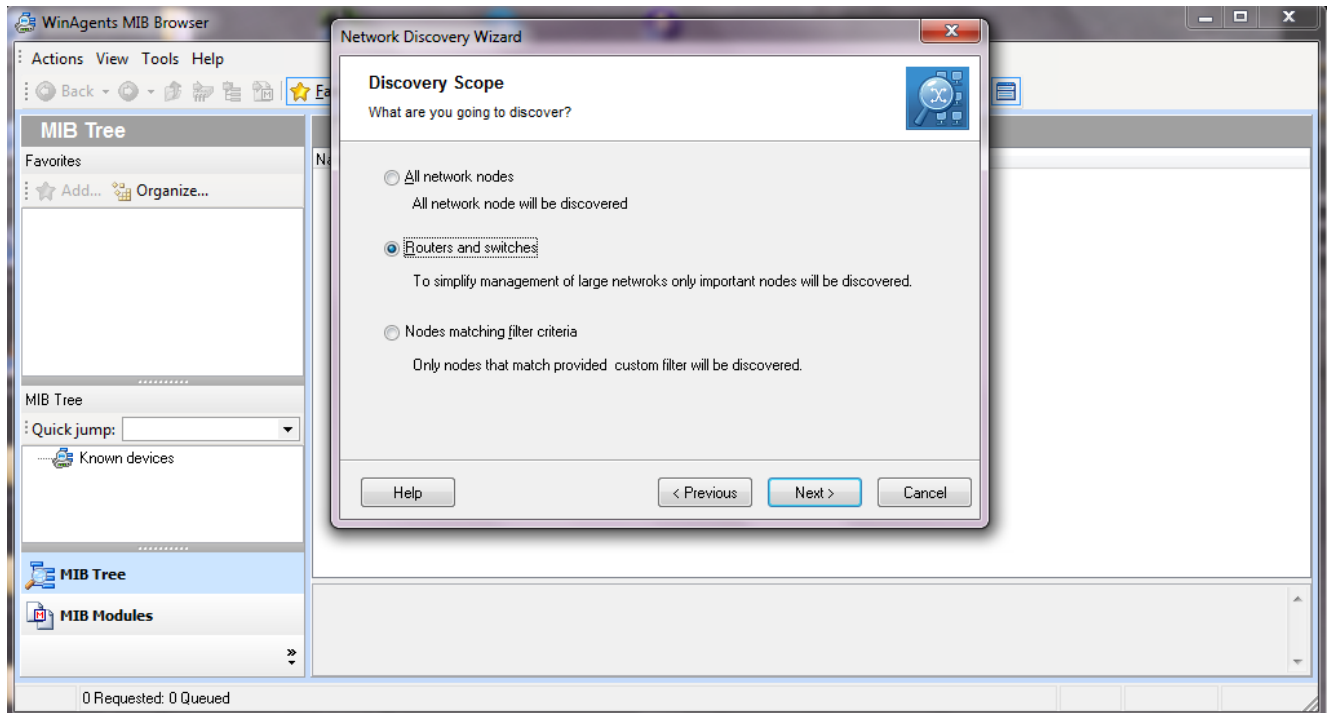 WinAgents MIB Browser
Actions View Tools Help
Back
MIB Tree
Favorites
Add... Organize...
MIB Tree
Quick jump:
Known devices
MIB Tree
MIB Modules
0 Requested: 0 Queued
Network Discovery Wizard
Discovery Scope
What are you going to discover?
All network nodes
All network node will be discovered
Routers and switches
To simplify management of large netwroks only important nodes will be discovered.
Nodes matching filter criteria
Only nodes that match provided custom filter will be discovered.
Help < Previous Next > Cancel